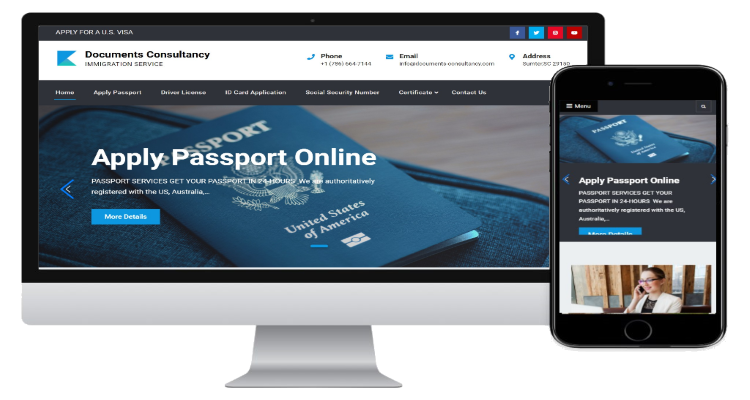 APPLY FOR A U.S. VISA
Documents Consultancy
IMMIGRATION SERVICE
Phone
+1 (786) 664-7144
Email
info@documents-consultancy.com
Address
Sumter,SC 29150
Home Apply Passport Driver License ID Card Application Social Security Number Certificate Contact Us
PASSPORT
Apply Passport Online
PASSPORT SERVICES GET YOUR PASSPORT IN 24-HOURS We are authoritatively
registered with the US, Australia,...
More Details
United States
of America
Menu
PASSPORT
Apply Passport Online
PASSPORT SERVICES GET YOUR
PASSPORT IN 24-HOURS We are
authoritatively registered with the US,
Australia,...
More Details